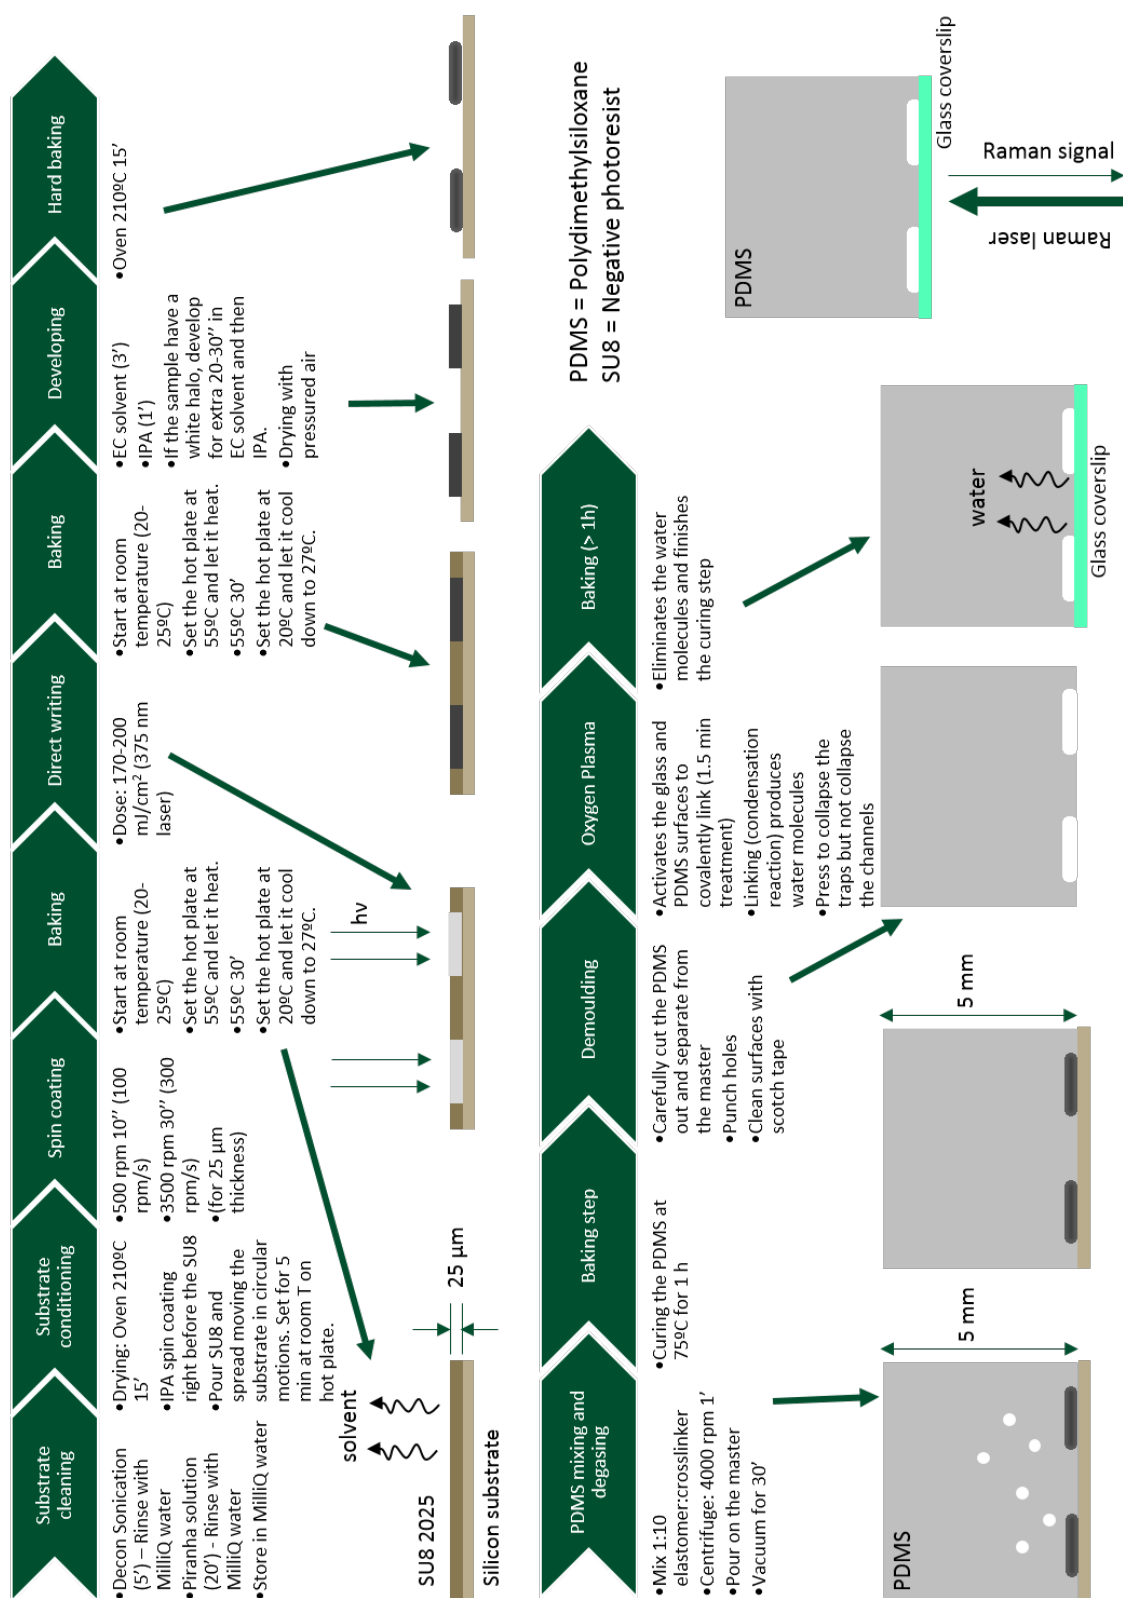 Substrate
cleaning
•Decon Sonication
(5’) – Rinse with
MilliQ water
•Piranha solution
(20’) - Rinse with
MilliQ water
•Store in MilliQ water
Substrate
conditioning
•Drying: Oven 210ºC
15’
•IPA spin coating
right before the SU8
•Pour SU8 and
spread moving the
substrate in circular
motions. Set for 5
min at room T on
hot plate.
Spin coating
•500 rpm 10’’ (100
rpm/s)
•3500 rpm 30’’ (300
rpm/s)
•(for 25 µm
thickness)
Baking
•Start at room
temperature (20-
25ºC)
•Set the hot plate at
55ºC and let it heat.
•55ºC 30’
•Set the hot plate at
20ºC and let it cool
down to 27ºC.
Direct writing
•Dose: 170-200
mJ/cm² (375 nm
laser)
Baking
•Start at room
temperature (20-
25ºC)
•Set the hot plate at
55ºC and let it heat.
•55ºC 30’
•Set the hot plate at
20ºC and let it cool
down to 27ºC.
Developing
•EC solvent (3’)
•IPA (1’)
•If the sample have a
white halo, develop
for extra 20-30’’ in
EC solvent and then
IPA.
•Drying with
pressured air
Hard baking
•Oven 210ºC 15’
solvent
SU8 2025
25 µm
Silicon substrate
hν
PDMS mixing and
degasing
•Mix 1:10
elastomer:crosslinker
•Centrifuge: 4000 rpm 1’
•Pour on the master
•Vacuum for 30’
Baking step
•Curing the PDMS at
75ºC for 1 h
Demoulding
•Carefully cut the PDMS
out and separate from
the master
•Punch holes
•Clean surfaces with
scotch tape
Oxygen Plasma
•Activates the glass and
PDMS surfaces to
covalently link (1.5 min
treatment)
•Linking (condensation
reaction) produces
water molecules
•Press to collapse the
traps but not collapse
the channels
Baking (> 1h)
•Eliminates the water
molecules and finishes
the curing step
PDMS = Polydimethylsiloxane
SU8 = Negative photoresist
PDMS
5 mm
5 mm
water
Glass coverslip
PDMS
Glass coverslip
Raman laser
Raman signal